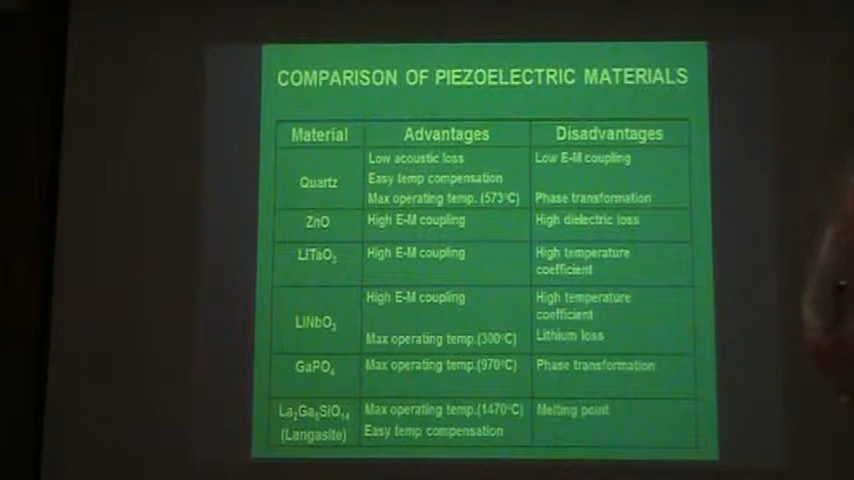 COMPARISON OF PIEZOELECTRIC MATERIALS
Material Advantages Disadvantages
Quartz
Low acoustic loss
Easy temp compensation
Max operating temp. (573°C)
Low E-M coupling
Phase transformation
ZnO High E-M coupling High dielectric loss
LiTaO₃ High E-M coupling High temperature
coefficient
LiNbO₃
High E-M coupling
Max operating temp.(300°C)
High temperature
coefficient
Lithium loss
GaPO₄ Max operating temp.(970°C) Phase transformation
La₃Ga₅SiO₁₄
(Langasite)
Max operating temp.(1470°C)
Easy temp compensation
Melting point